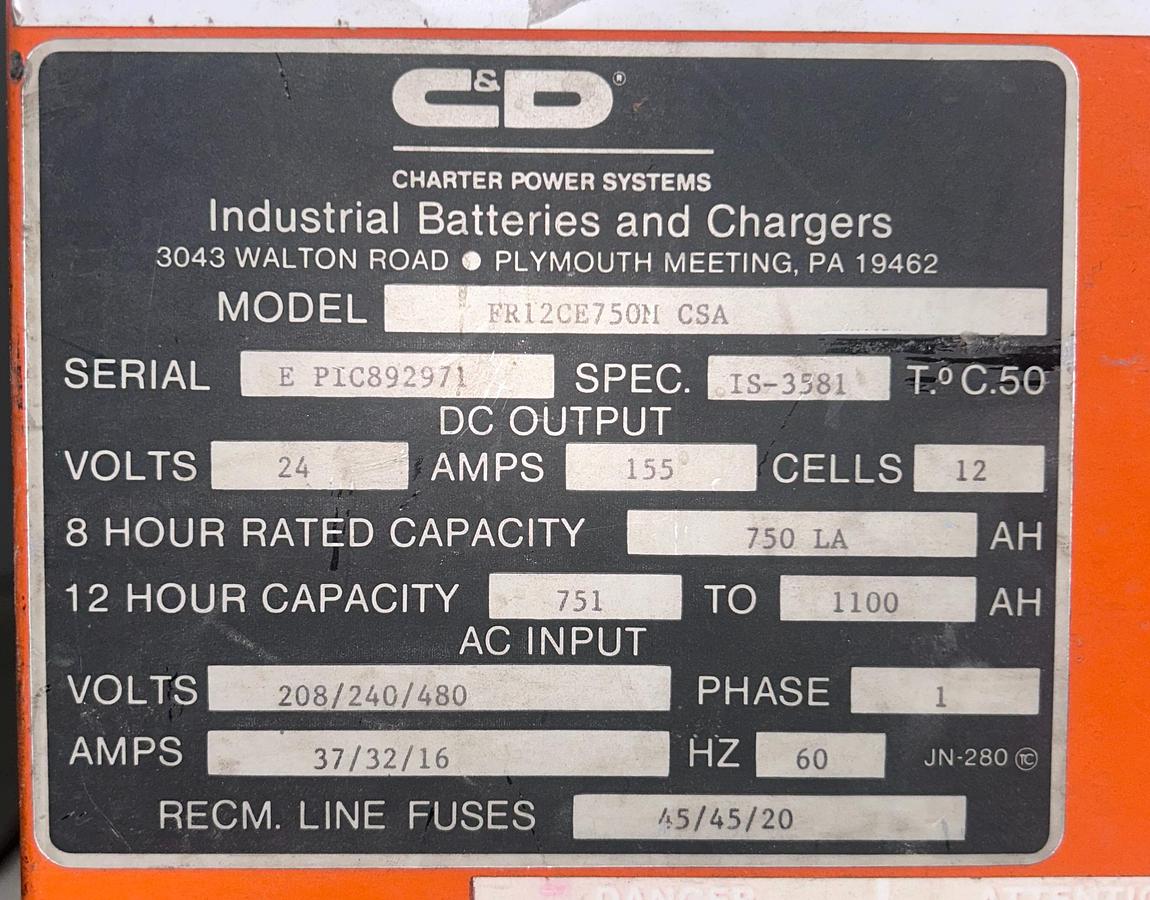 C&D®
CHARTER POWER SYSTEMS
Industrial Batteries and Chargers
3043 WALTON ROAD ● PLYMOUTH MEETING, PA 19462
MODEL FR12CE750M CSA
SERIAL E PIC892971 SPEC. IS-3581 T.º C.50
DC OUTPUT
VOLTS 24 AMPS 155 CELLS 12
8 HOUR RATED CAPACITY 750 LA AH
12 HOUR CAPACITY 751 TO 1100 AH
AC INPUT
VOLTS 208/240/480 PHASE 1
AMPS 37/32/16 HZ 60 JN-280 TC
RECM. LINE FUSES 45/45/20
DANGER